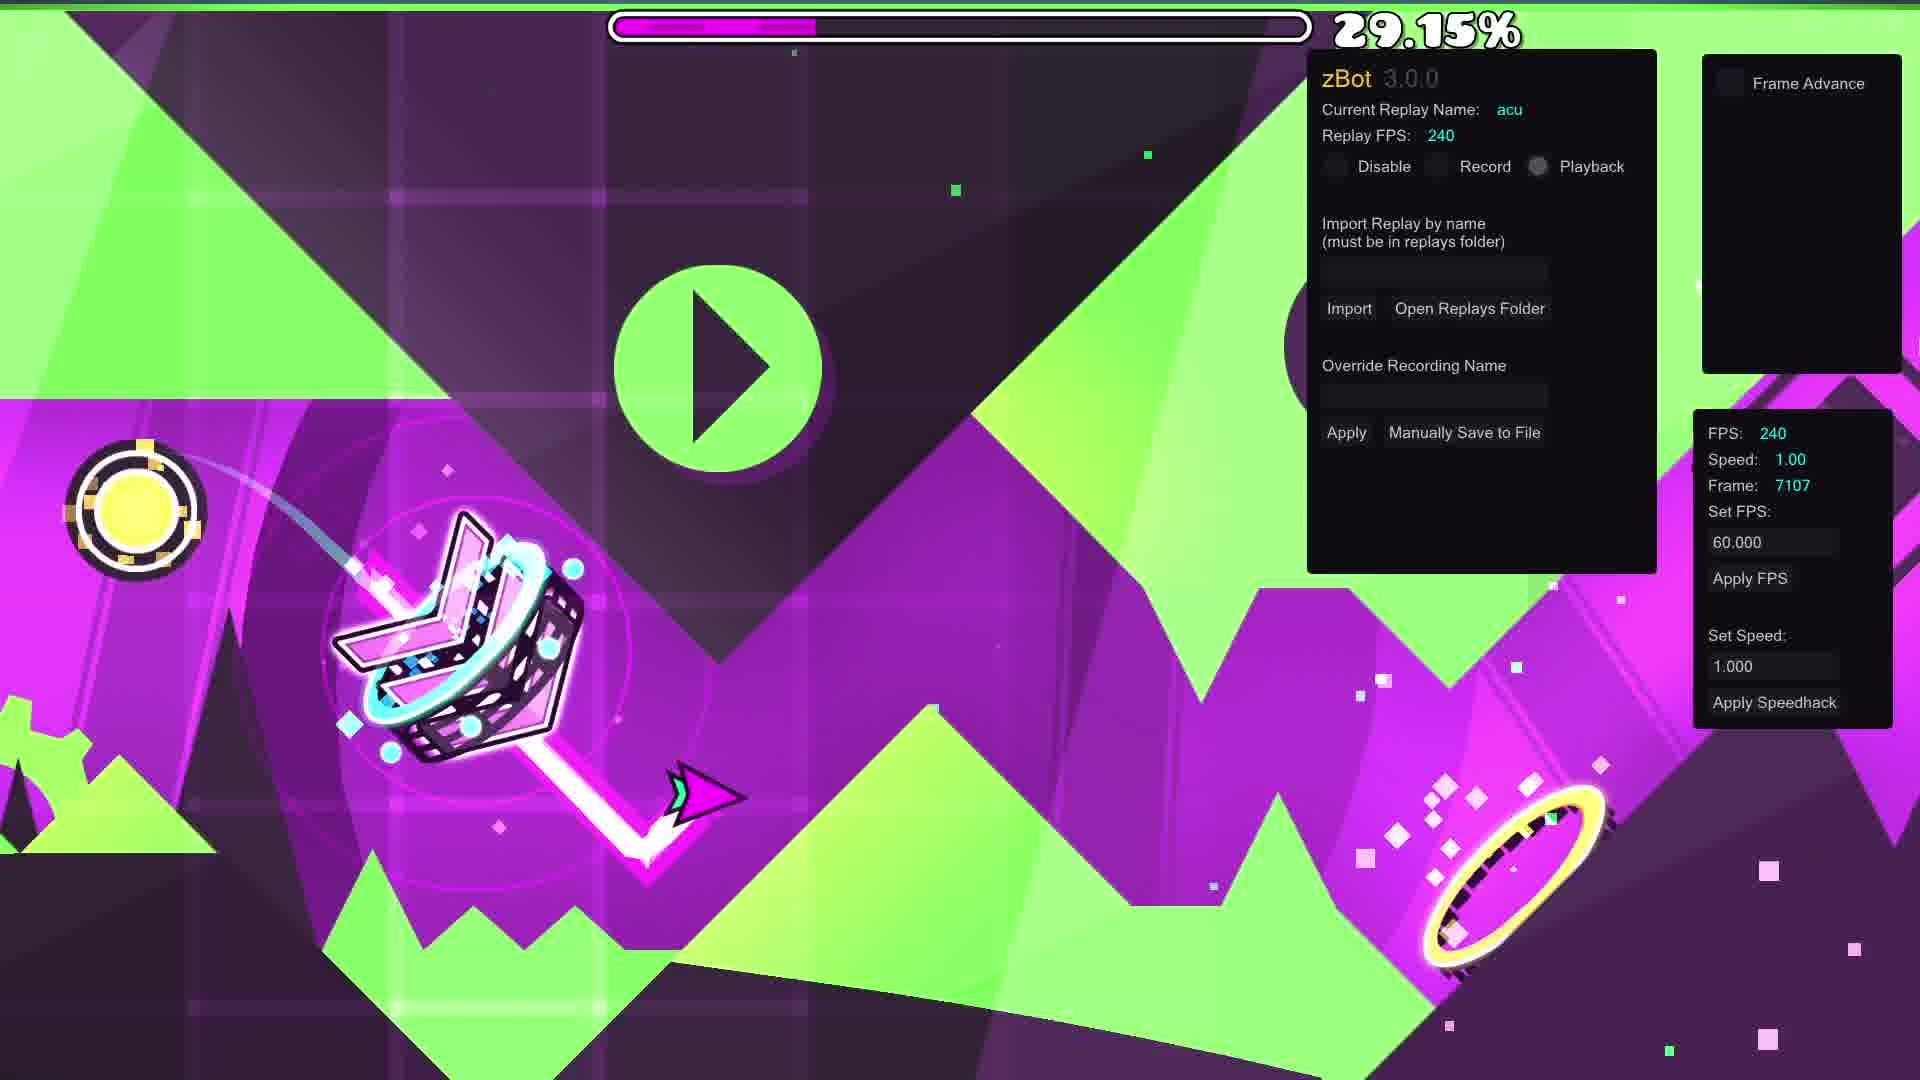 29.15%
zBot 3.0.0
Current Replay Name: acu
Replay FPS: 240
Disable Record Playback
Import Replay by name
(must be in replays folder)
Import Open Replays Folder
Override Recording Name
Apply Manually Save to File
Frame Advance
FPS: 240
Speed: 1.00
Frame: 7107
Set FPS:
60.000
Apply FPS
Set Speed:
1.000
Apply Speedhack